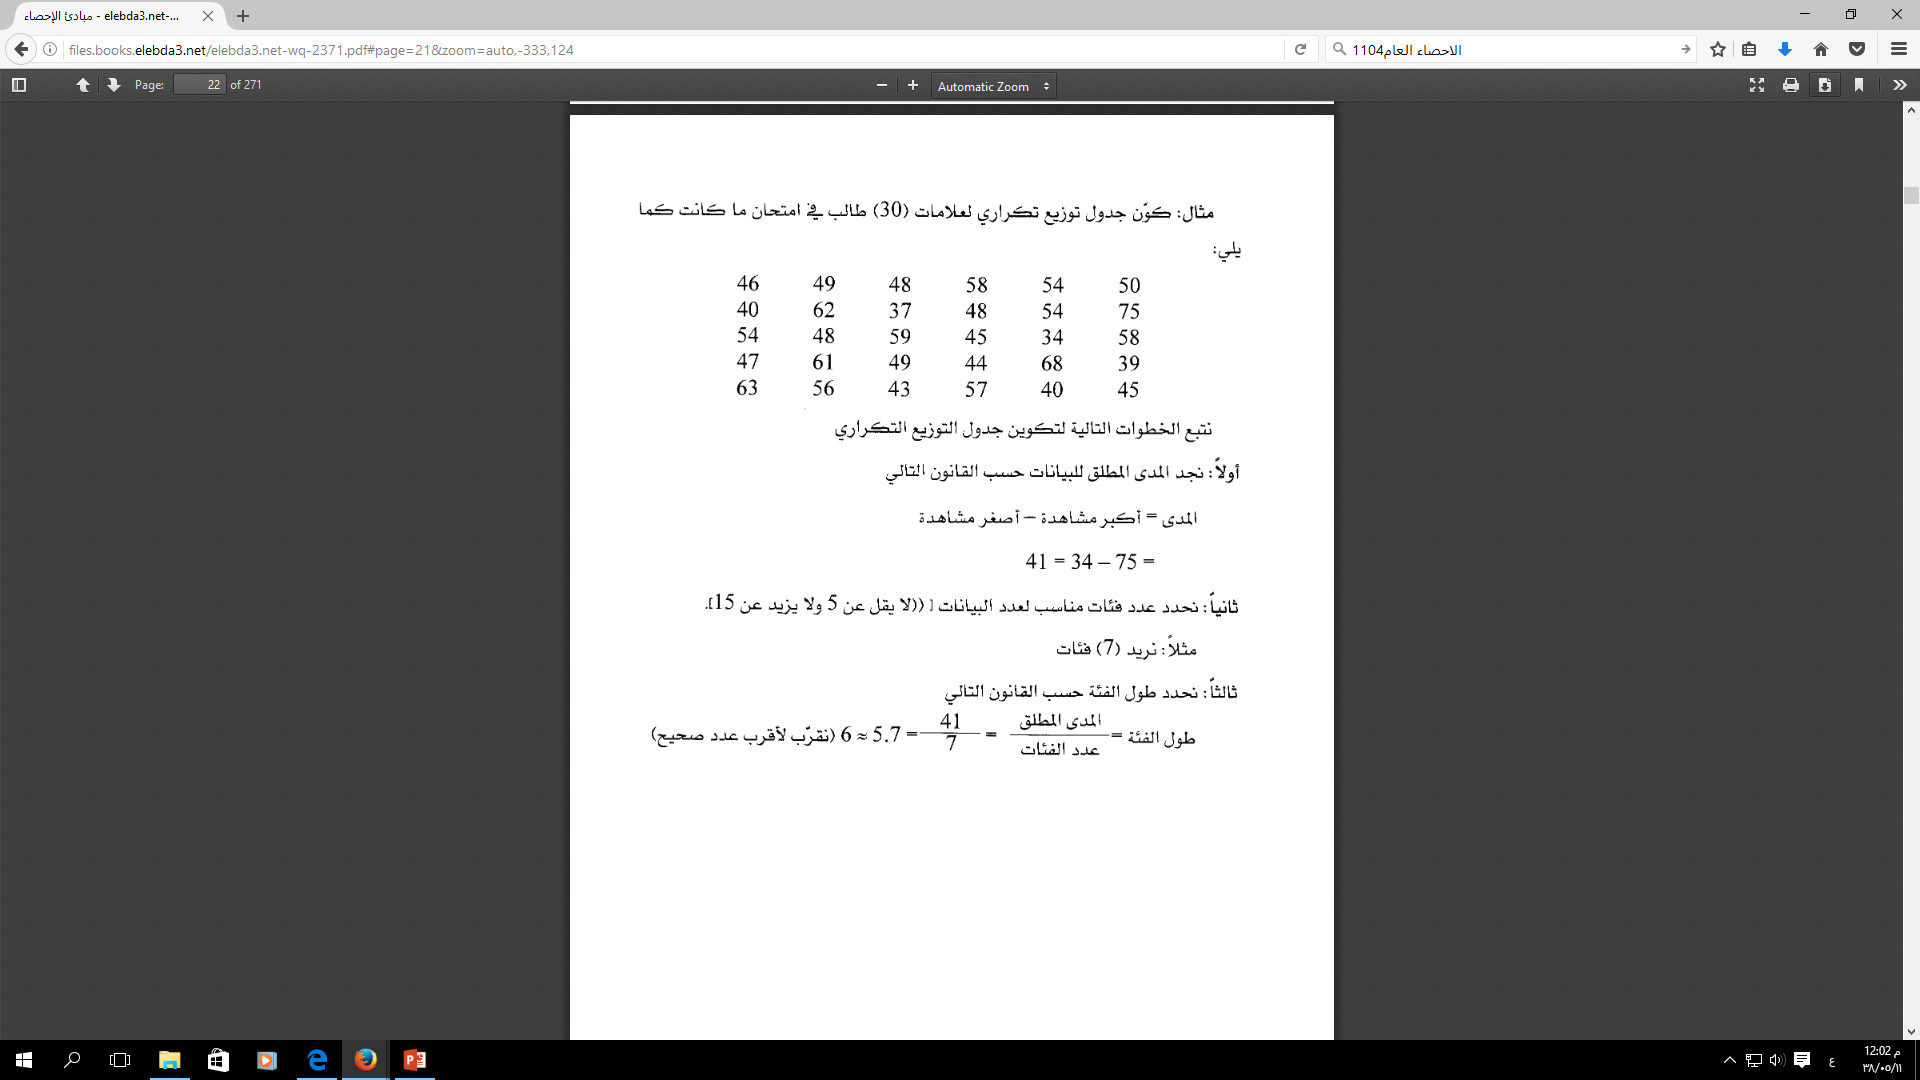 مبادئ الإحصاء - elebda3.net-...
files.books.elebda3.net/elebda3.net-wq-2371.pdf#page=21&zoom=auto,-333,124
الاحصاء العام1104
Page: 22 of 271
Automatic Zoom
مثال: كوّن جدول توزيع تكراري لعلامات (30) طالب في امتحان ما كانت كما
يلي:
46 49 48 58 54 50
40 62 37 48 54 75
54 48 59 45 34 58
47 61 49 44 68 39
63 56 43 57 40 45
نتبع الخطوات التالية لتكوين جدول التوزيع التكراري
أولاً: نجد المدى المطلق للبيانات حسب القانون التالي
المدى = أكبر مشاهدة – أصغر مشاهدة
= 75 – 34 = 41
ثانياً: نحدد عدد فئات مناسب لعدد البيانات [ ((لا يقل عن 5 ولا يزيد عن 15].
مثلاً: نريد (7) فئات
ثالثاً: نحدد طول الفئة حسب القانون التالي
طول الفئة = المدى المطلق / عدد الفئات = 41 / 7 = 5.7 ≈ 6 (نقرّب لأقرب عدد صحيح)
ع
12:02 م
٣٨/٠٥/١١